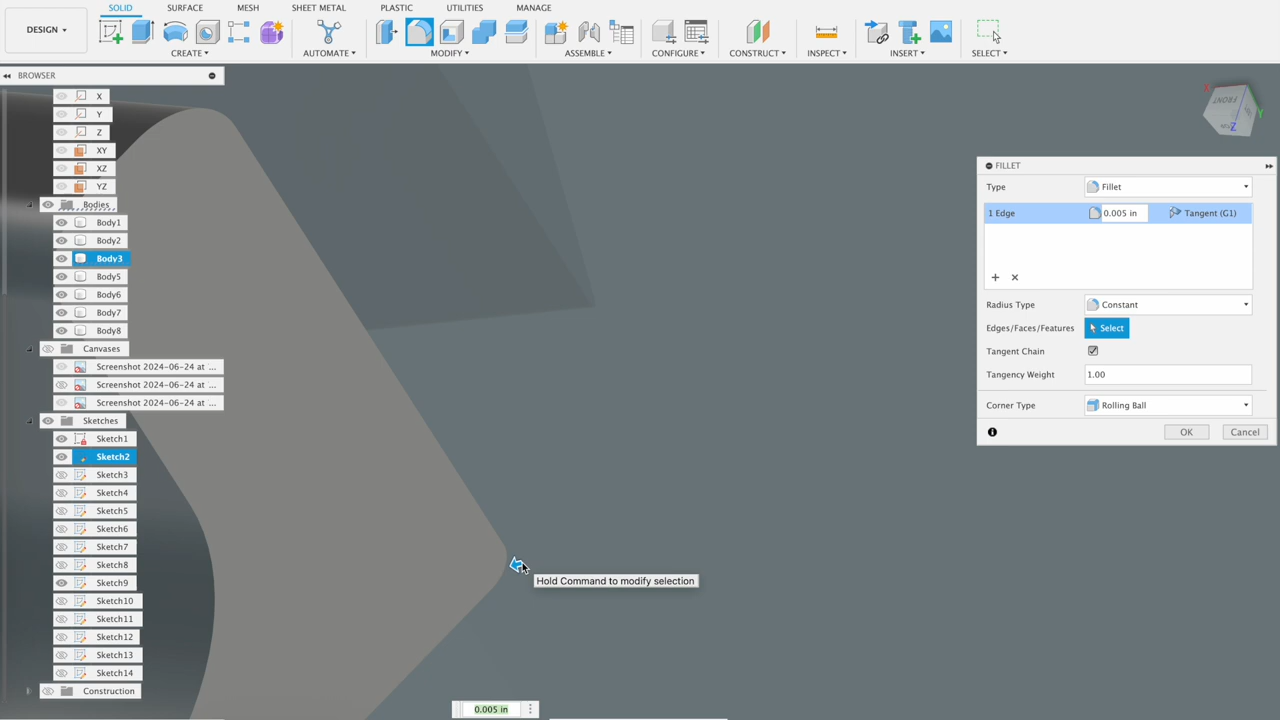 SOLID SURFACE MESH SHEET METAL PLASTIC UTILITIES MANAGE
DESIGN
CREATE AUTOMATE MODIFY ASSEMBLE CONFIGURE CONSTRUCT INSPECT INSERT SELECT
BROWSER
X
Y
Z
XY
XZ
YZ
Bodies
Body1
Body2
Body3
Body5
Body6
Body7
Body8
Canvases
Screenshot 2024-06-24 at ...
Screenshot 2024-06-24 at ...
Screenshot 2024-06-24 at ...
Sketches
Sketch1
Sketch2
Sketch3
Sketch4
Sketch5
Sketch6
Sketch7
Sketch8
Sketch9
Sketch10
Sketch11
Sketch12
Sketch13
Sketch14
Construction
Hold Command to modify selection
0.005 in
X
FRONT
Y
Z
FILLET
Type Fillet
1 Edge 0.005 in Tangent (G1)
Radius Type Constant
Edges/Faces/Features Select
Tangent Chain
Tangency Weight 1.00
Corner Type Rolling Ball
OK Cancel